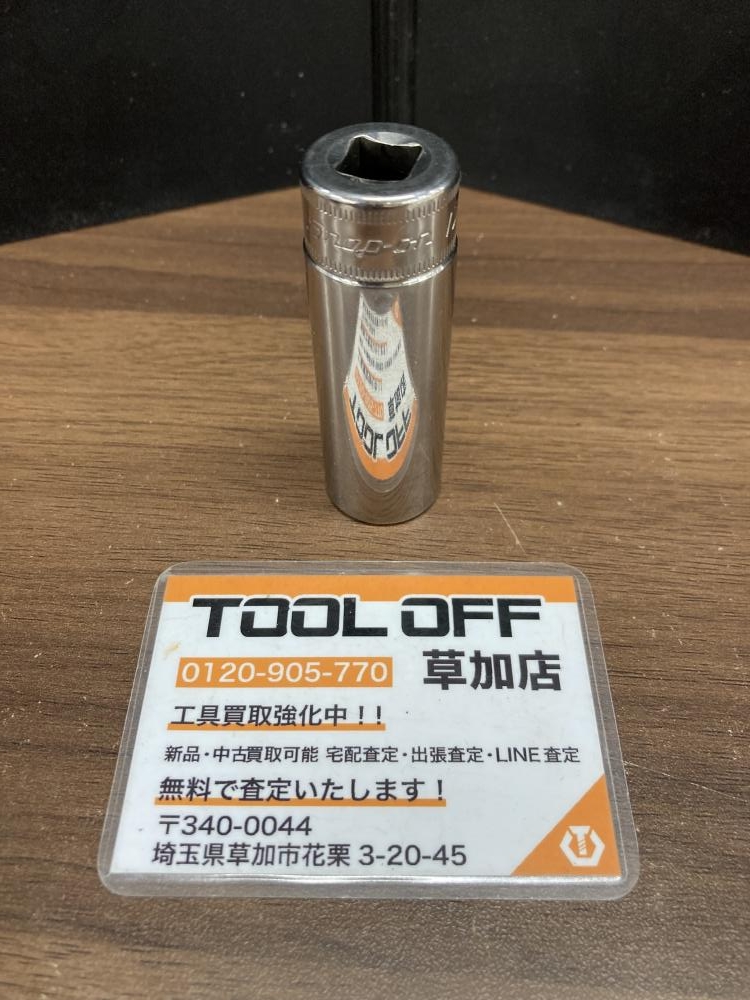 Snap-on
TOOL OFF
0120-905-770 草加店
工具買取強化中！！
新品・中古買取可能 宅配査定・出張査定・LINE査定
無料で査定いたします！
〒340-0044
埼玉県草加市花栗 3-20-45